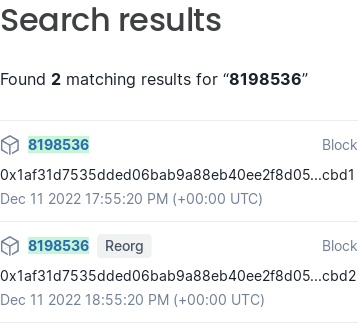 Search results
Found 2 matching results for “8198536”
8198536 Block
0x1af31d7535dded06bab9a88eb40ee2f8d05...cbd1
Dec 11 2022 17:55:20 PM (+00:00 UTC)
8198536 Reorg Block
0x1af31d7535dded06bab9a88eb40ee2f8d05...cbd2
Dec 11 2022 18:55:20 PM (+00:00 UTC)